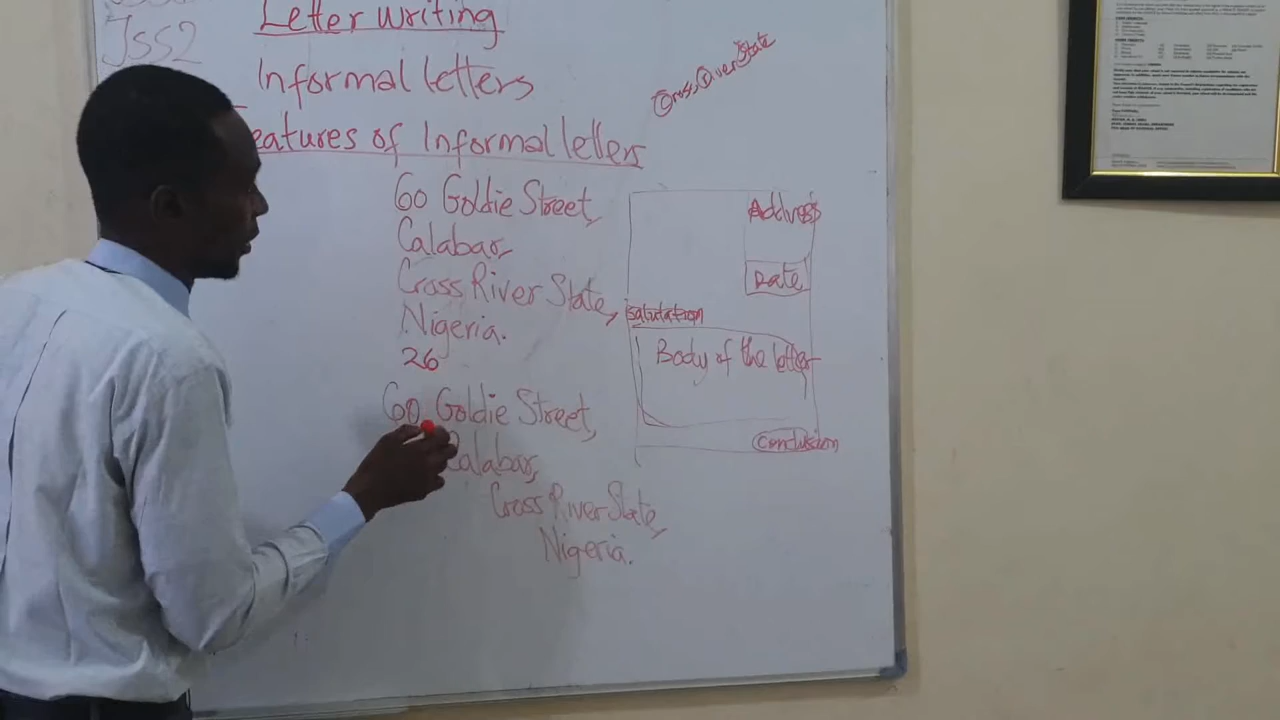 JSS2
Letter writing
Informal letters
Features of Informal letters
Cross River State
60 Goldie Street,
Calabar,
Cross River State,
Nigeria.
26
60 Goldie Street,
Calabar,
Cross River State,
Nigeria.
Address
Date
salutation
Body of the letter
conclusion